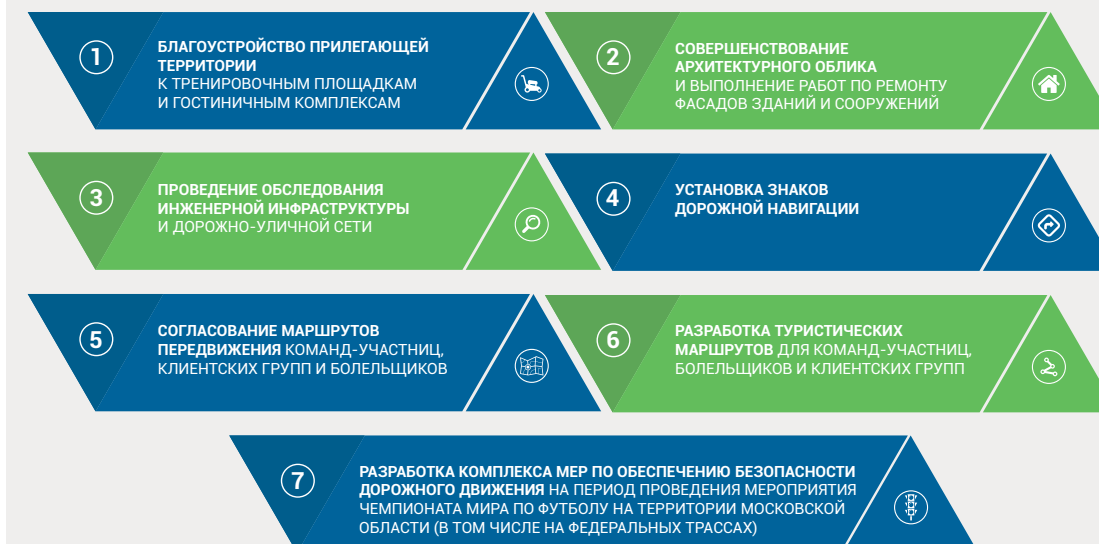 1
БЛАГОУСТРОЙСТВО ПРИЛЕГАЮЩЕЙ
ТЕРРИТОРИИ
К ТРЕНИРОВОЧНЫМ ПЛОЩАДКАМ
И ГОСТИНИЧНЫМ КОМПЛЕКСАМ
2
СОВЕРШЕНСТВОВАНИЕ
АРХИТЕКТУРНОГО ОБЛИКА
И ВЫПОЛНЕНИЕ РАБОТ ПО РЕМОНТУ
ФАСАДОВ ЗДАНИЙ И СООРУЖЕНИЙ
3
ПРОВЕДЕНИЕ ОБСЛЕДОВАНИЯ
ИНЖЕНЕРНОЙ ИНФРАСТРУКТУРЫ
И ДОРОЖНО-УЛИЧНОЙ СЕТИ
4
УСТАНОВКА ЗНАКОВ
ДОРОЖНОЙ НАВИГАЦИИ
5
СОГЛАСОВАНИЕ МАРШРУТОВ
ПЕРЕДВИЖЕНИЯ КОМАНД-УЧАСТНИЦ,
КЛИЕНТСКИХ ГРУПП И БОЛЕЛЬЩИКОВ
6
РАЗРАБОТКА ТУРИСТИЧЕСКИХ
МАРШРУТОВ ДЛЯ КОМАНД-УЧАСТНИЦ,
БОЛЕЛЬЩИКОВ И КЛИЕНТСКИХ ГРУПП
7
РАЗРАБОТКА КОМПЛЕКСА МЕР ПО ОБЕСПЕЧЕНИЮ БЕЗОПАСНОСТИ
ДОРОЖНОГО ДВИЖЕНИЯ НА ПЕРИОД ПРОВЕДЕНИЯ МЕРОПРИЯТИЯ
ЧЕМПИОНАТА МИРА ПО ФУТБОЛУ НА ТЕРРИТОРИИ МОСКОВСКОЙ
ОБЛАСТИ (В ТОМ ЧИСЛЕ НА ФЕДЕРАЛЬНЫХ ТРАССАХ)